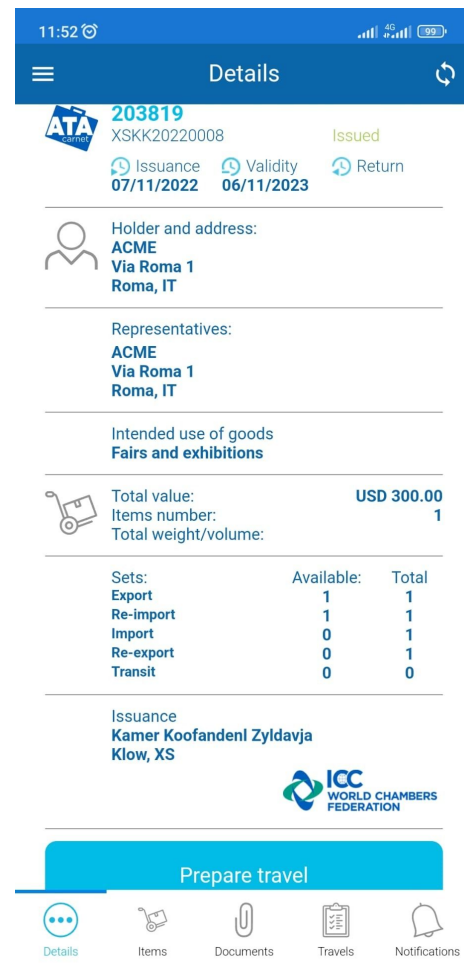 11:52
4G
99
Details
ATA
carnet
203819
XSKK20220008 Issued
Issuance Validity Return
07/11/2022 06/11/2023
Holder and address:
ACME
Via Roma 1
Roma, IT
Representatives:
ACME
Via Roma 1
Roma, IT
Intended use of goods
Fairs and exhibitions
Total value: USD 300.00
Items number: 1
Total weight/volume:
Sets: Available: Total
Export 1 1
Re-import 1 1
Import 0 1
Re-export 0 1
Transit 0 0
Issuance
Kamer Koofandenl Zyldavja
Klow, XS
ICC
WORLD CHAMBERS
FEDERATION
Prepare travel
Details Items Documents Travels Notifications